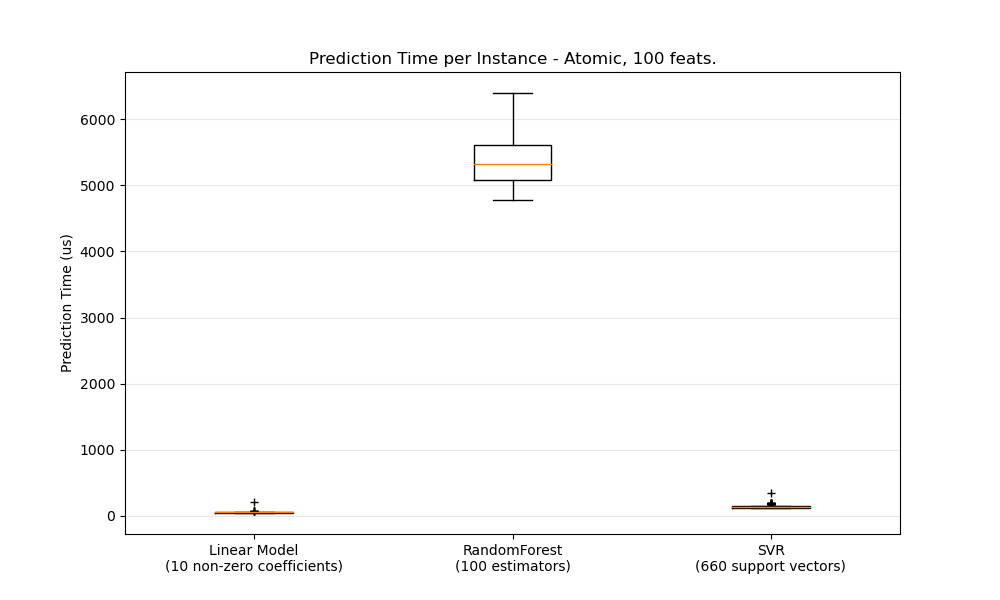 Prediction Time per Instance - Atomic, 100 feats.
Prediction Time (us)
6000
5000
4000
3000
2000
1000
0
Linear Model
(10 non-zero coefficients)
RandomForest
(100 estimators)
SVR
(660 support vectors)